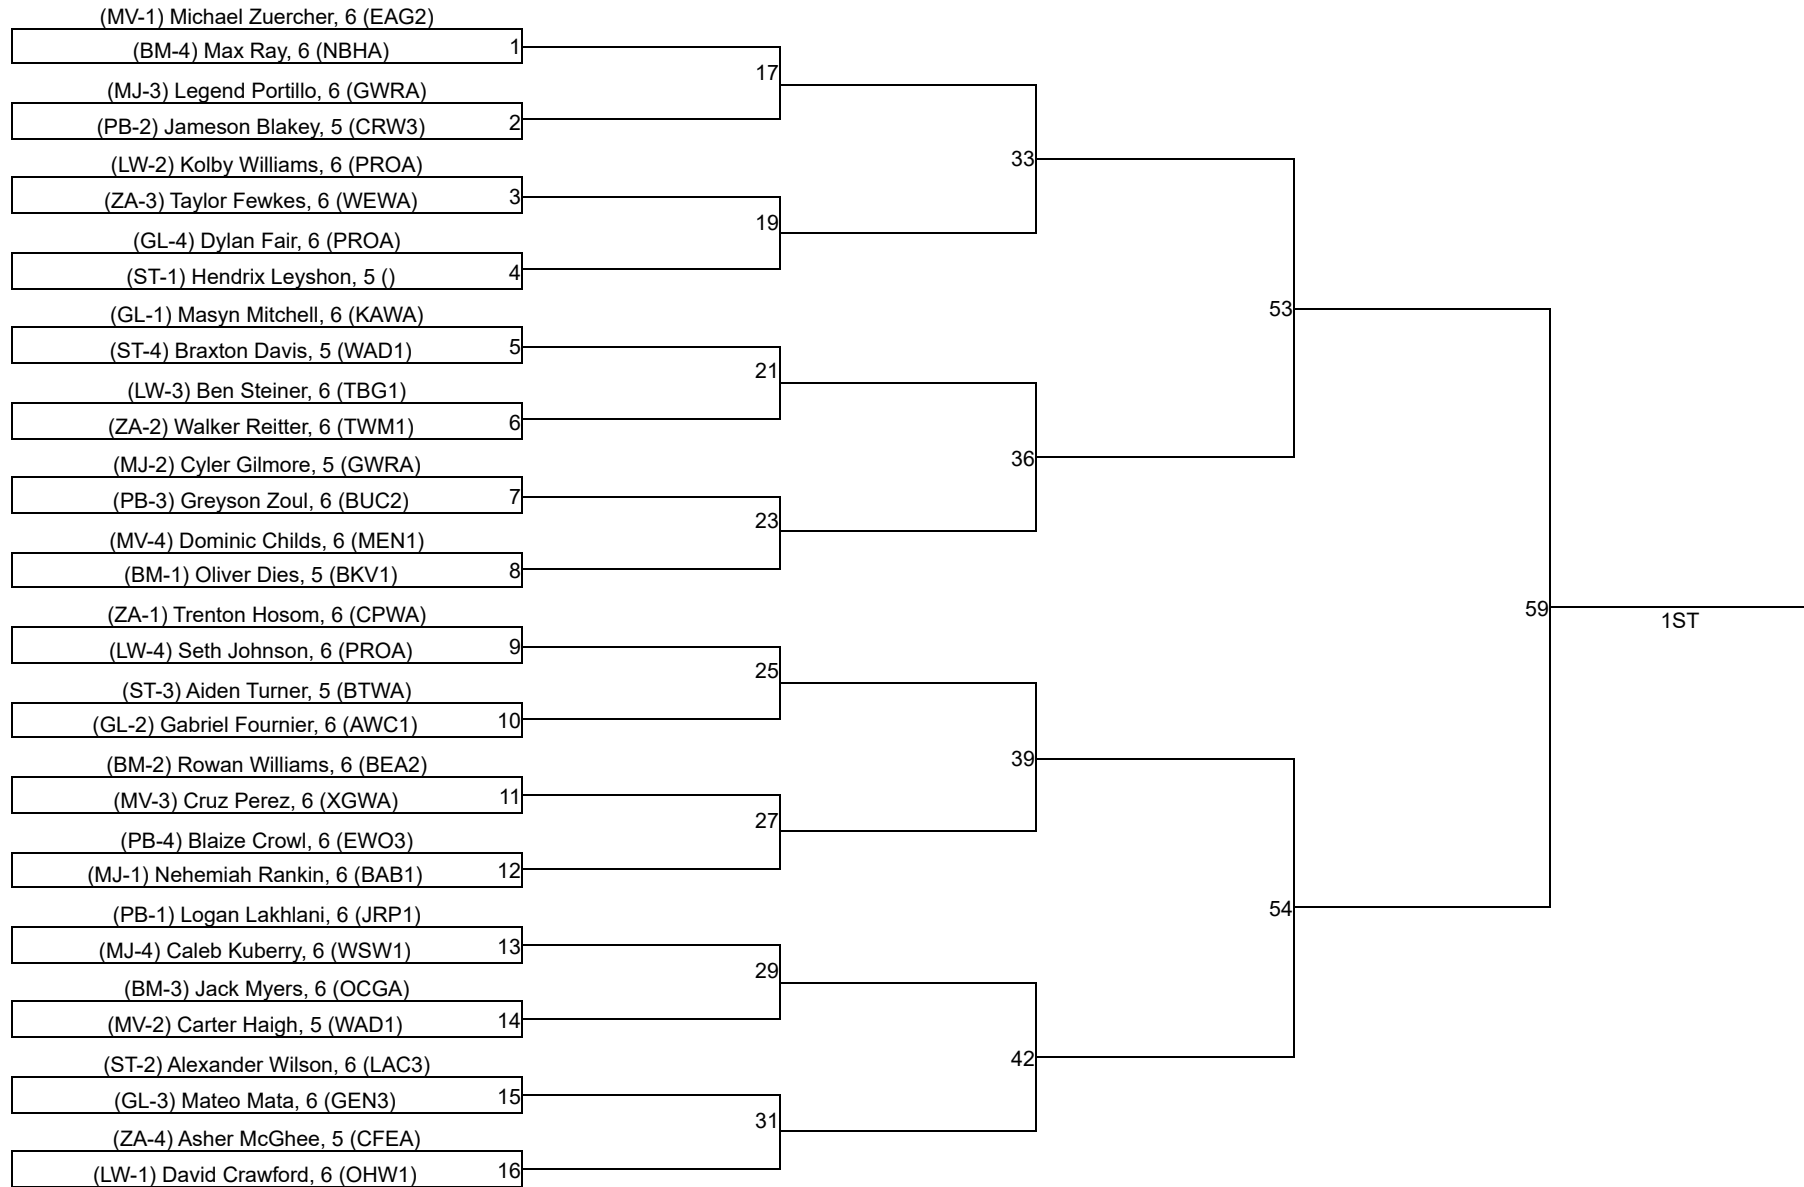 (MV-1) Michael Zuercher, 6 (EAG2)
(BM-4) Max Ray, 6 (NBHA)
1
17
(MJ-3) Legend Portillo, 6 (GWRA)
(PB-2) Jameson Blakey, 5 (CRW3)
2
33
(LW-2) Kolby Williams, 6 (PROA)
(ZA-3) Taylor Fewkes, 6 (WEWA)
3
19
(GL-4) Dylan Fair, 6 (PROA)
(ST-1) Hendrix Leyshon, 5 ()
4
53
(GL-1) Masyn Mitchell, 6 (KAWA)
(ST-4) Braxton Davis, 5 (WAD1)
5
21
(LW-3) Ben Steiner, 6 (TBG1)
(ZA-2) Walker Reitter, 6 (TWM1)
6
36
(MJ-2) Cyler Gilmore, 5 (GWRA)
(PB-3) Greyson Zoul, 6 (BUC2)
7
23
(MV-4) Dominic Childs, 6 (MEN1)
(BM-1) Oliver Dies, 5 (BKV1)
8
59
1ST
(ZA-1) Trenton Hosom, 6 (CPWA)
(LW-4) Seth Johnson, 6 (PROA)
9
25
(ST-3) Aiden Turner, 5 (BTWA)
(GL-2) Gabriel Fournier, 6 (AWC1)
10
39
(BM-2) Rowan Williams, 6 (BEA2)
(MV-3) Cruz Perez, 6 (XGWA)
11
27
(PB-4) Blaize Crowl, 6 (EWO3)
(MJ-1) Nehemiah Rankin, 6 (BAB1)
12
54
(PB-1) Logan Lakhlani, 6 (JRP1)
(MJ-4) Caleb Kuberry, 6 (WSW1)
13
29
(BM-3) Jack Myers, 6 (OCGA)
(MV-2) Carter Haigh, 5 (WAD1)
14
42
(ST-2) Alexander Wilson, 6 (LAC3)
(GL-3) Mateo Mata, 6 (GEN3)
15
31
(ZA-4) Asher McGhee, 5 (CFEA)
(LW-1) David Crawford, 6 (OHW1)
16